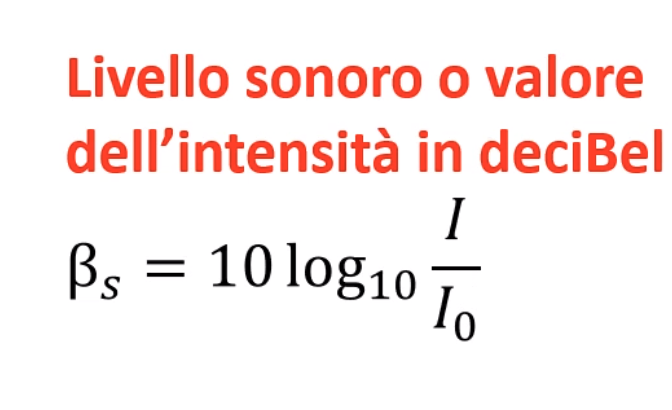 Livello sonoro o valore
dell’intensità in deciBel
βₛ = 10 log₁₀ I/I₀